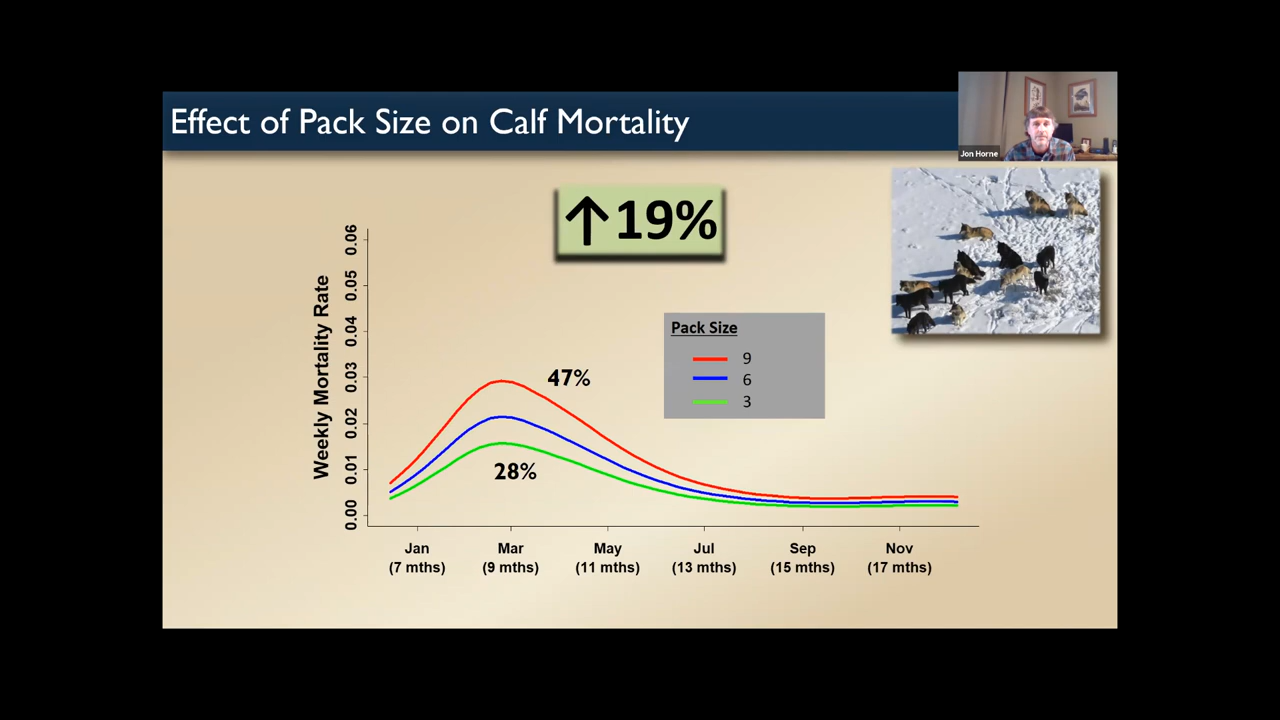 Effect of Pack Size on Calf Mortality
Jon Horne
↑19%
Weekly Mortality Rate
0.06
0.05
0.04
0.03
0.02
0.01
0.00
47%
28%
Pack Size
9
6
3
Jan Mar May Jul Sep Nov
(7 mths) (9 mths) (11 mths) (13 mths) (15 mths) (17 mths)